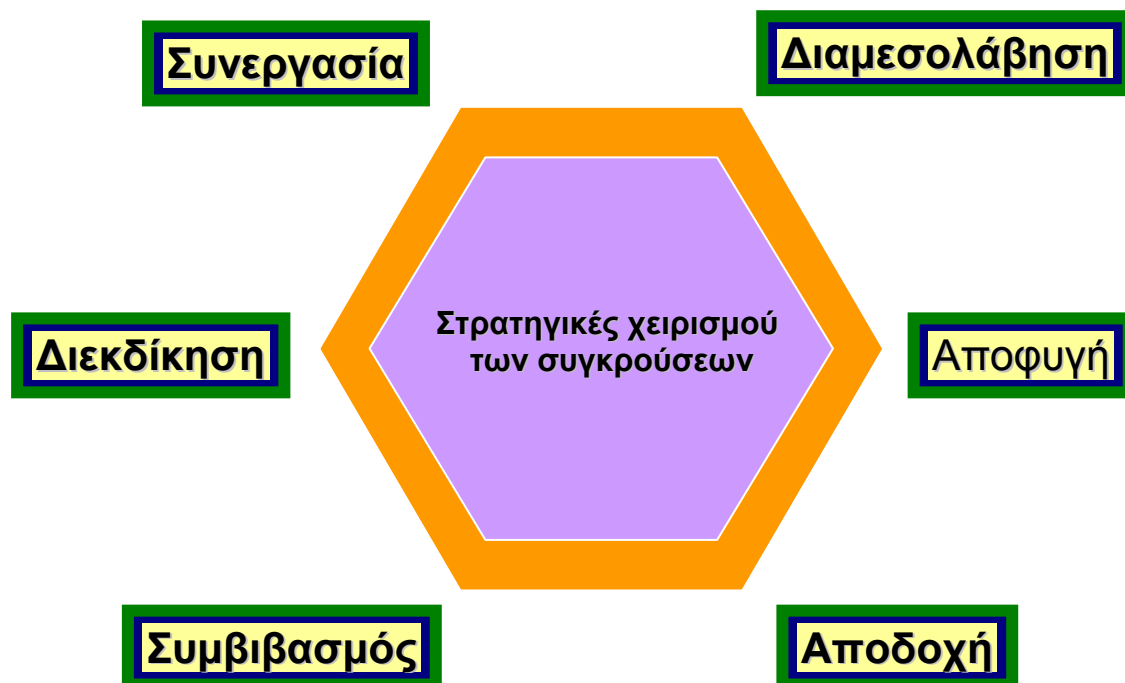 Συνεργασία
Διαμεσολάβηση
Στρατηγικές χειρισμού
των συγκρούσεων
Διεκδίκηση
Αποφυγή
Συμβιβασμός
Αποδοχή